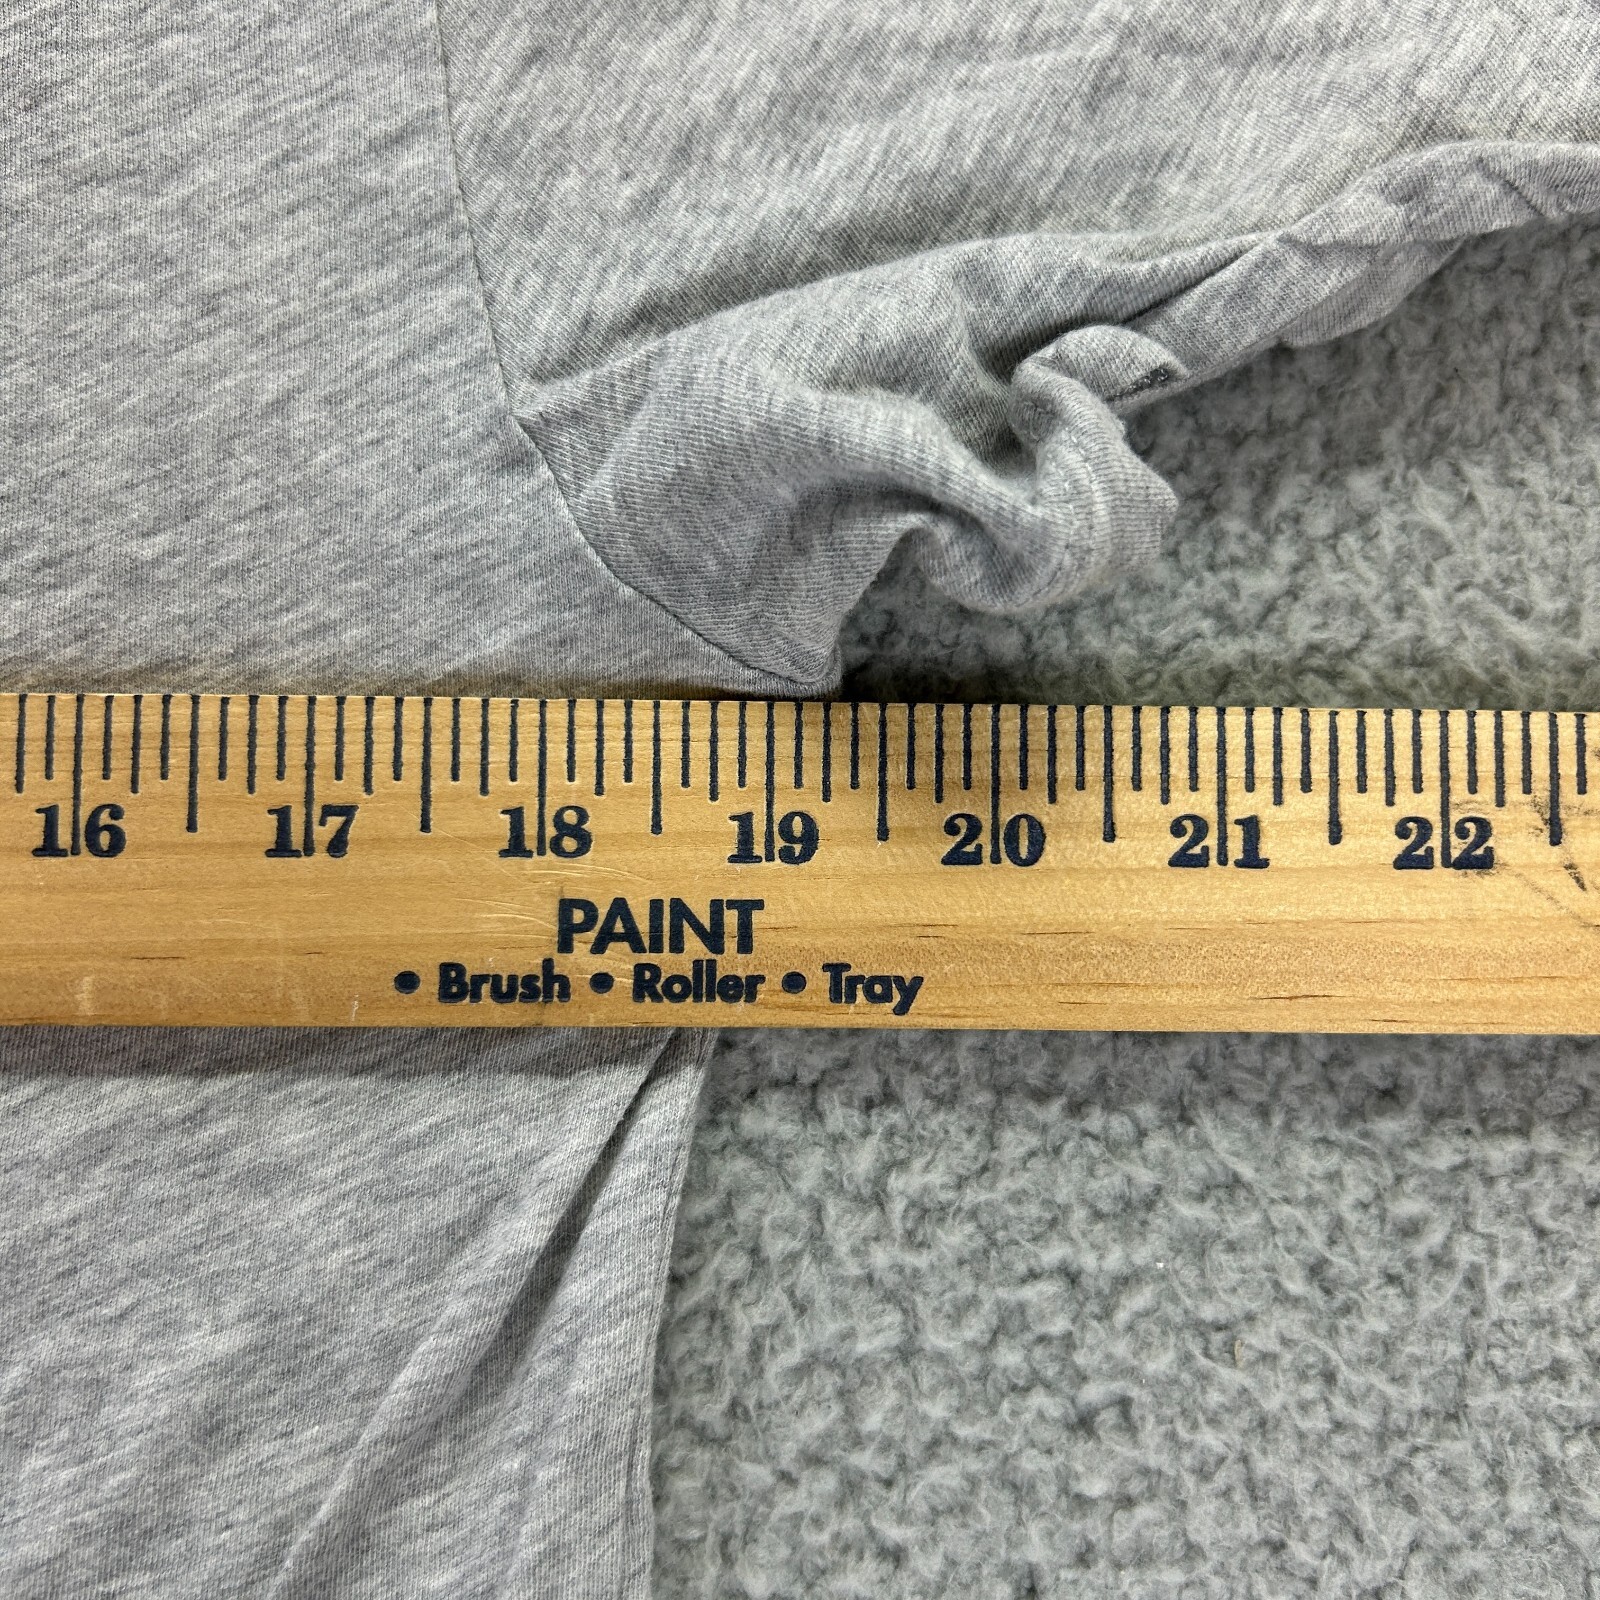 16 17 18 19 20 21 22
PAINT
• Brush • Roller • Tray